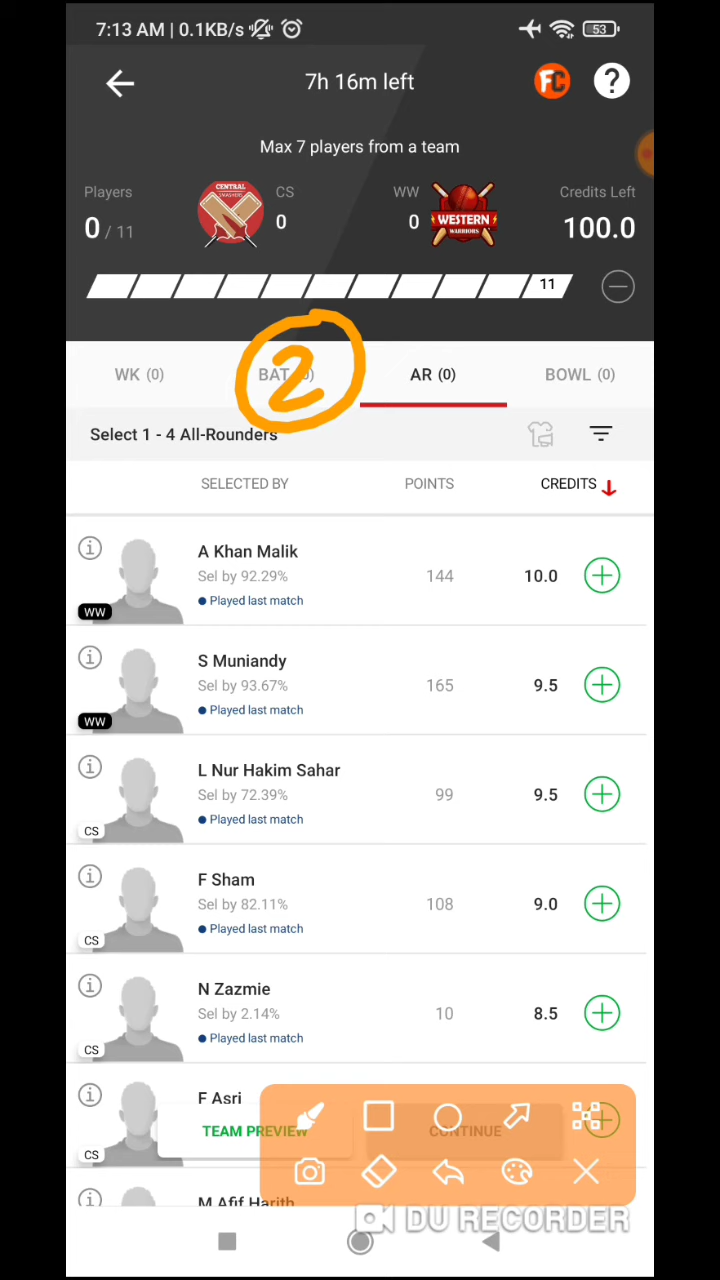 7:13 AM | 0.1KB/s
53
7h 16m left
FC
?
Max 7 players from a team
Players
0 / 11
CENTRAL
SMASHERS
CS
0
WW
0
WESTERN
WARRIORS
Credits Left
100.0
11
WK (0)
BAT
2
AR (0)
BOWL (0)
Select 1 - 4 All-Rounders
SELECTED BY
POINTS
CREDITS
A Khan Malik
Sel by 92.29%
144
10.0
Played last match
WW
S Muniandy
Sel by 93.67%
165
9.5
Played last match
WW
L Nur Hakim Sahar
Sel by 72.39%
99
9.5
Played last match
CS
F Sham
Sel by 82.11%
108
9.0
Played last match
CS
N Zazmie
Sel by 2.14%
10
8.5
Played last match
CS
F Asri
TEAM PREVIEW
CONTINUE
CS
M Afif Harith
DU RECORDER